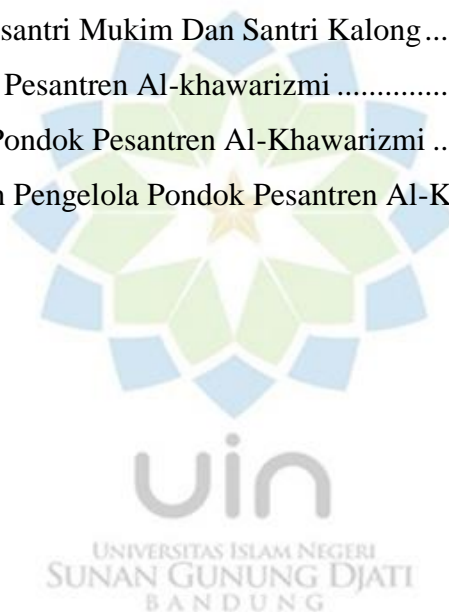 santri Mukim Dan Santri Kalong...
Pesantren Al-khawarizmi ..............
Pondok Pesantren Al-Khawarizmi ..
Pengelola Pondok Pesantren Al-K
uin
UNIVERSITAS ISLAM NEGERI
SUNAN GUNUNG DJATI
BANDUNG